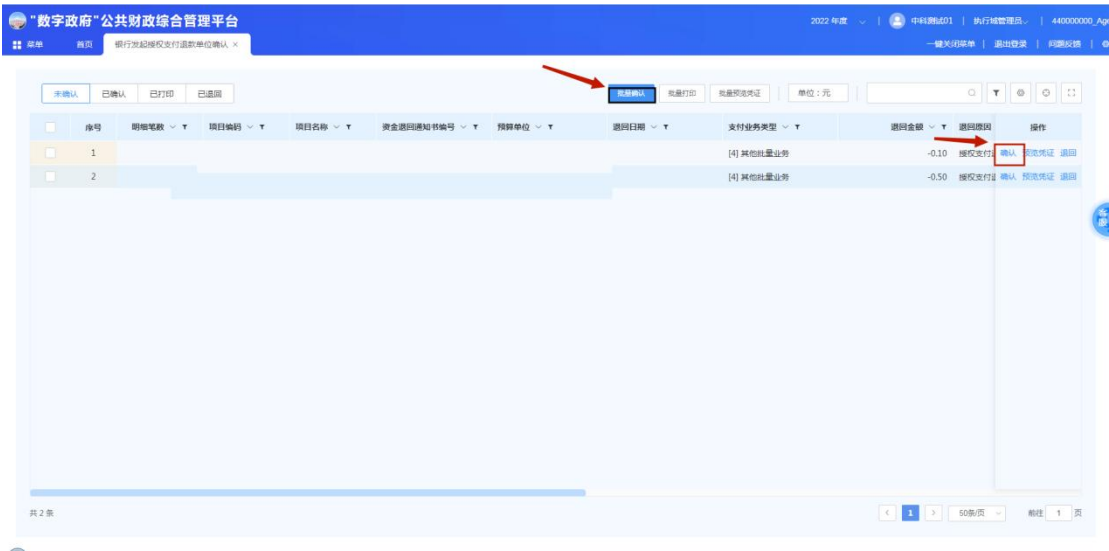 "数字政府"公共财政综合管理平台
2022 年度 | 中科测试01 | 执行域管理员 | 440000000_Ag
菜单 首页 银行发起授权支付退款单位确认 × 一键关闭菜单 | 退出登录 | 问题反馈 |
未确认 已确认 已打印 已退回 批量确认 批量打印 批量预览凭证 单位：元
序号 明细笔数 项目编码 项目名称 资金退回通知书编号 预算单位 退回日期 支付业务类型 退回金额 退回原因 操作
1 [4] 其他批量业务 -0.10 授权支付 确认 预览凭证 退回
2 [4] 其他批量业务 -0.50 授权支付 确认 预览凭证 退回
客服
共 2 条 < 1 > 50条/页 前往 1 页